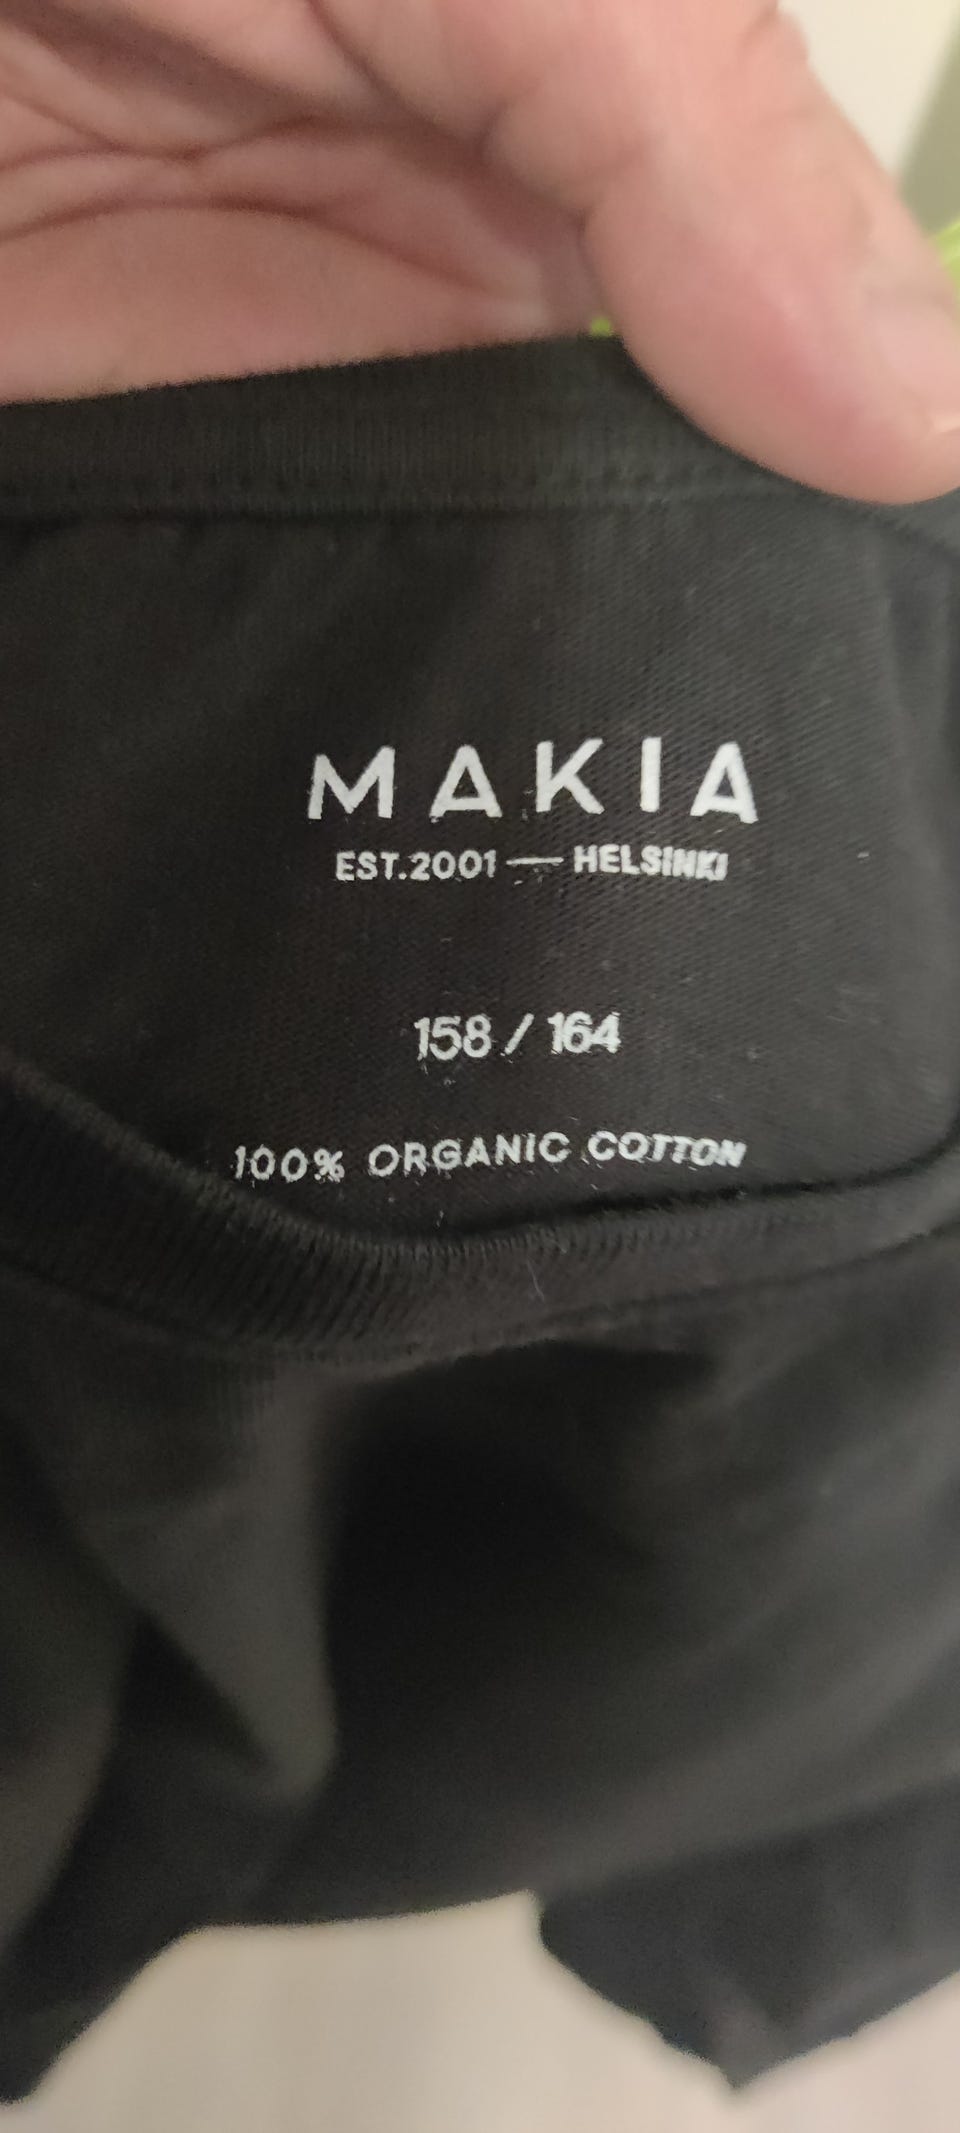 MAKIA
EST.2001 — HELSINKI
158 / 164
100% ORGANIC COTTON